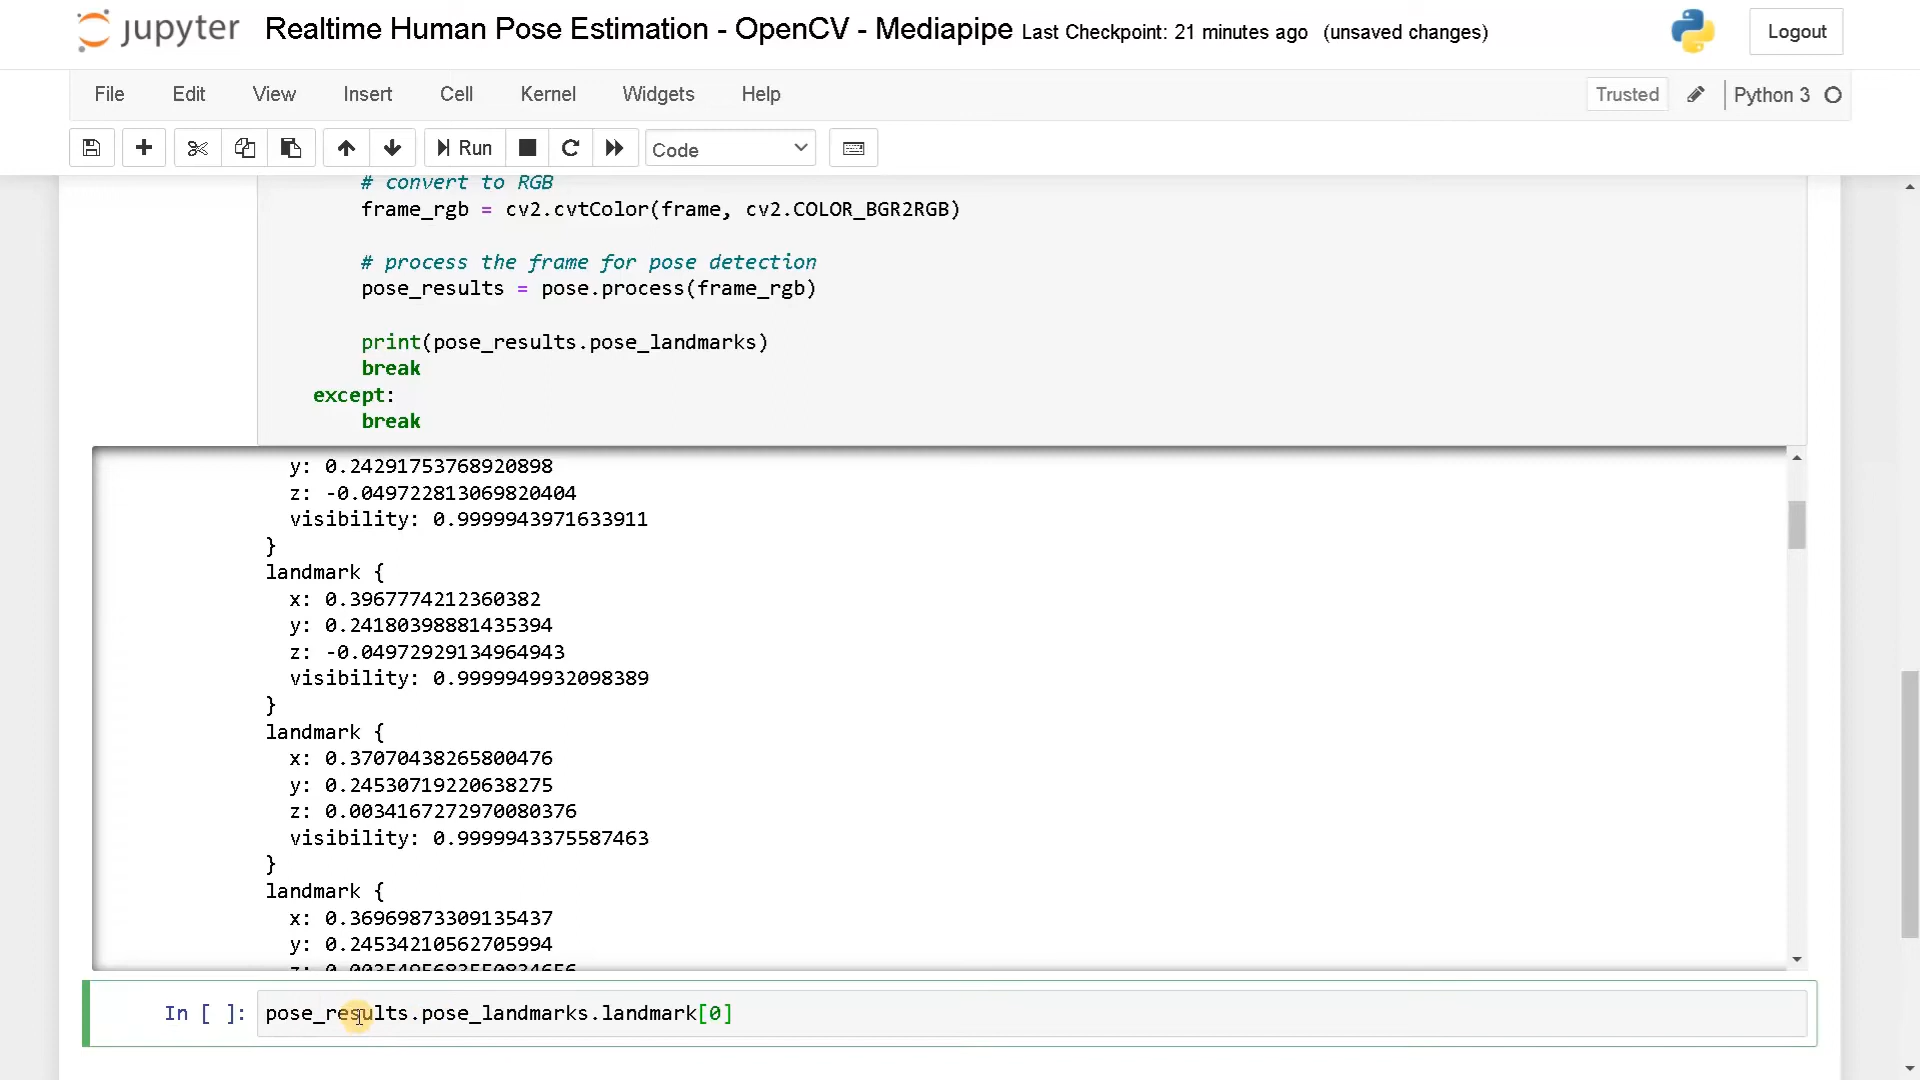 jupyter Realtime Human Pose Estimation - OpenCV - Mediapipe Last Checkpoint: 21 minutes ago (unsaved changes) Logout
File Edit View Insert Cell Kernel Widgets Help Trusted Python 3
Run Code
# convert to RGB
frame_rgb = cv2.cvtColor(frame, cv2.COLOR_BGR2RGB)
# process the frame for pose detection
pose_results = pose.process(frame_rgb)
print(pose_results.pose_landmarks)
break
except:
break
y: 0.24291753768920898
z: -0.049722813069820404
visibility: 0.9999943971633911
}
landmark {
x: 0.3967774212360382
y: 0.24180398881435394
z: -0.04972929134964943
visibility: 0.9999949932098389
}
landmark {
x: 0.370704382658004​76
y: 0.24530719220638275
z: 0.0034167272970080376
visibility: 0.9999943375587463
}
landmark {
x: 0.36969873309135437
y: 0.24534210562705994
z: 0.0035495683550834656
In [ ]: pose_results.pose_landmarks.landmark[0]